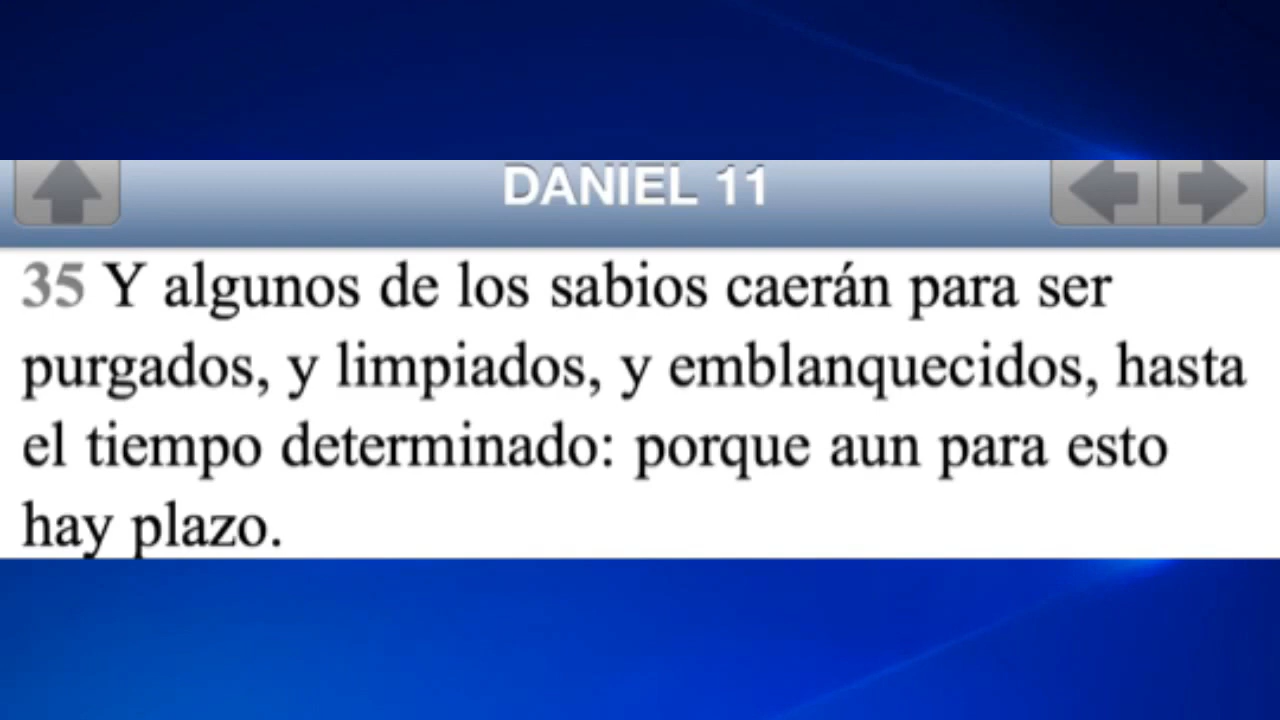 DANIEL 11
35 Y algunos de los sabios caerán para ser
purgados, y limpiados, y emblanquecidos, hasta
el tiempo determinado: porque aun para esto
hay plazo.